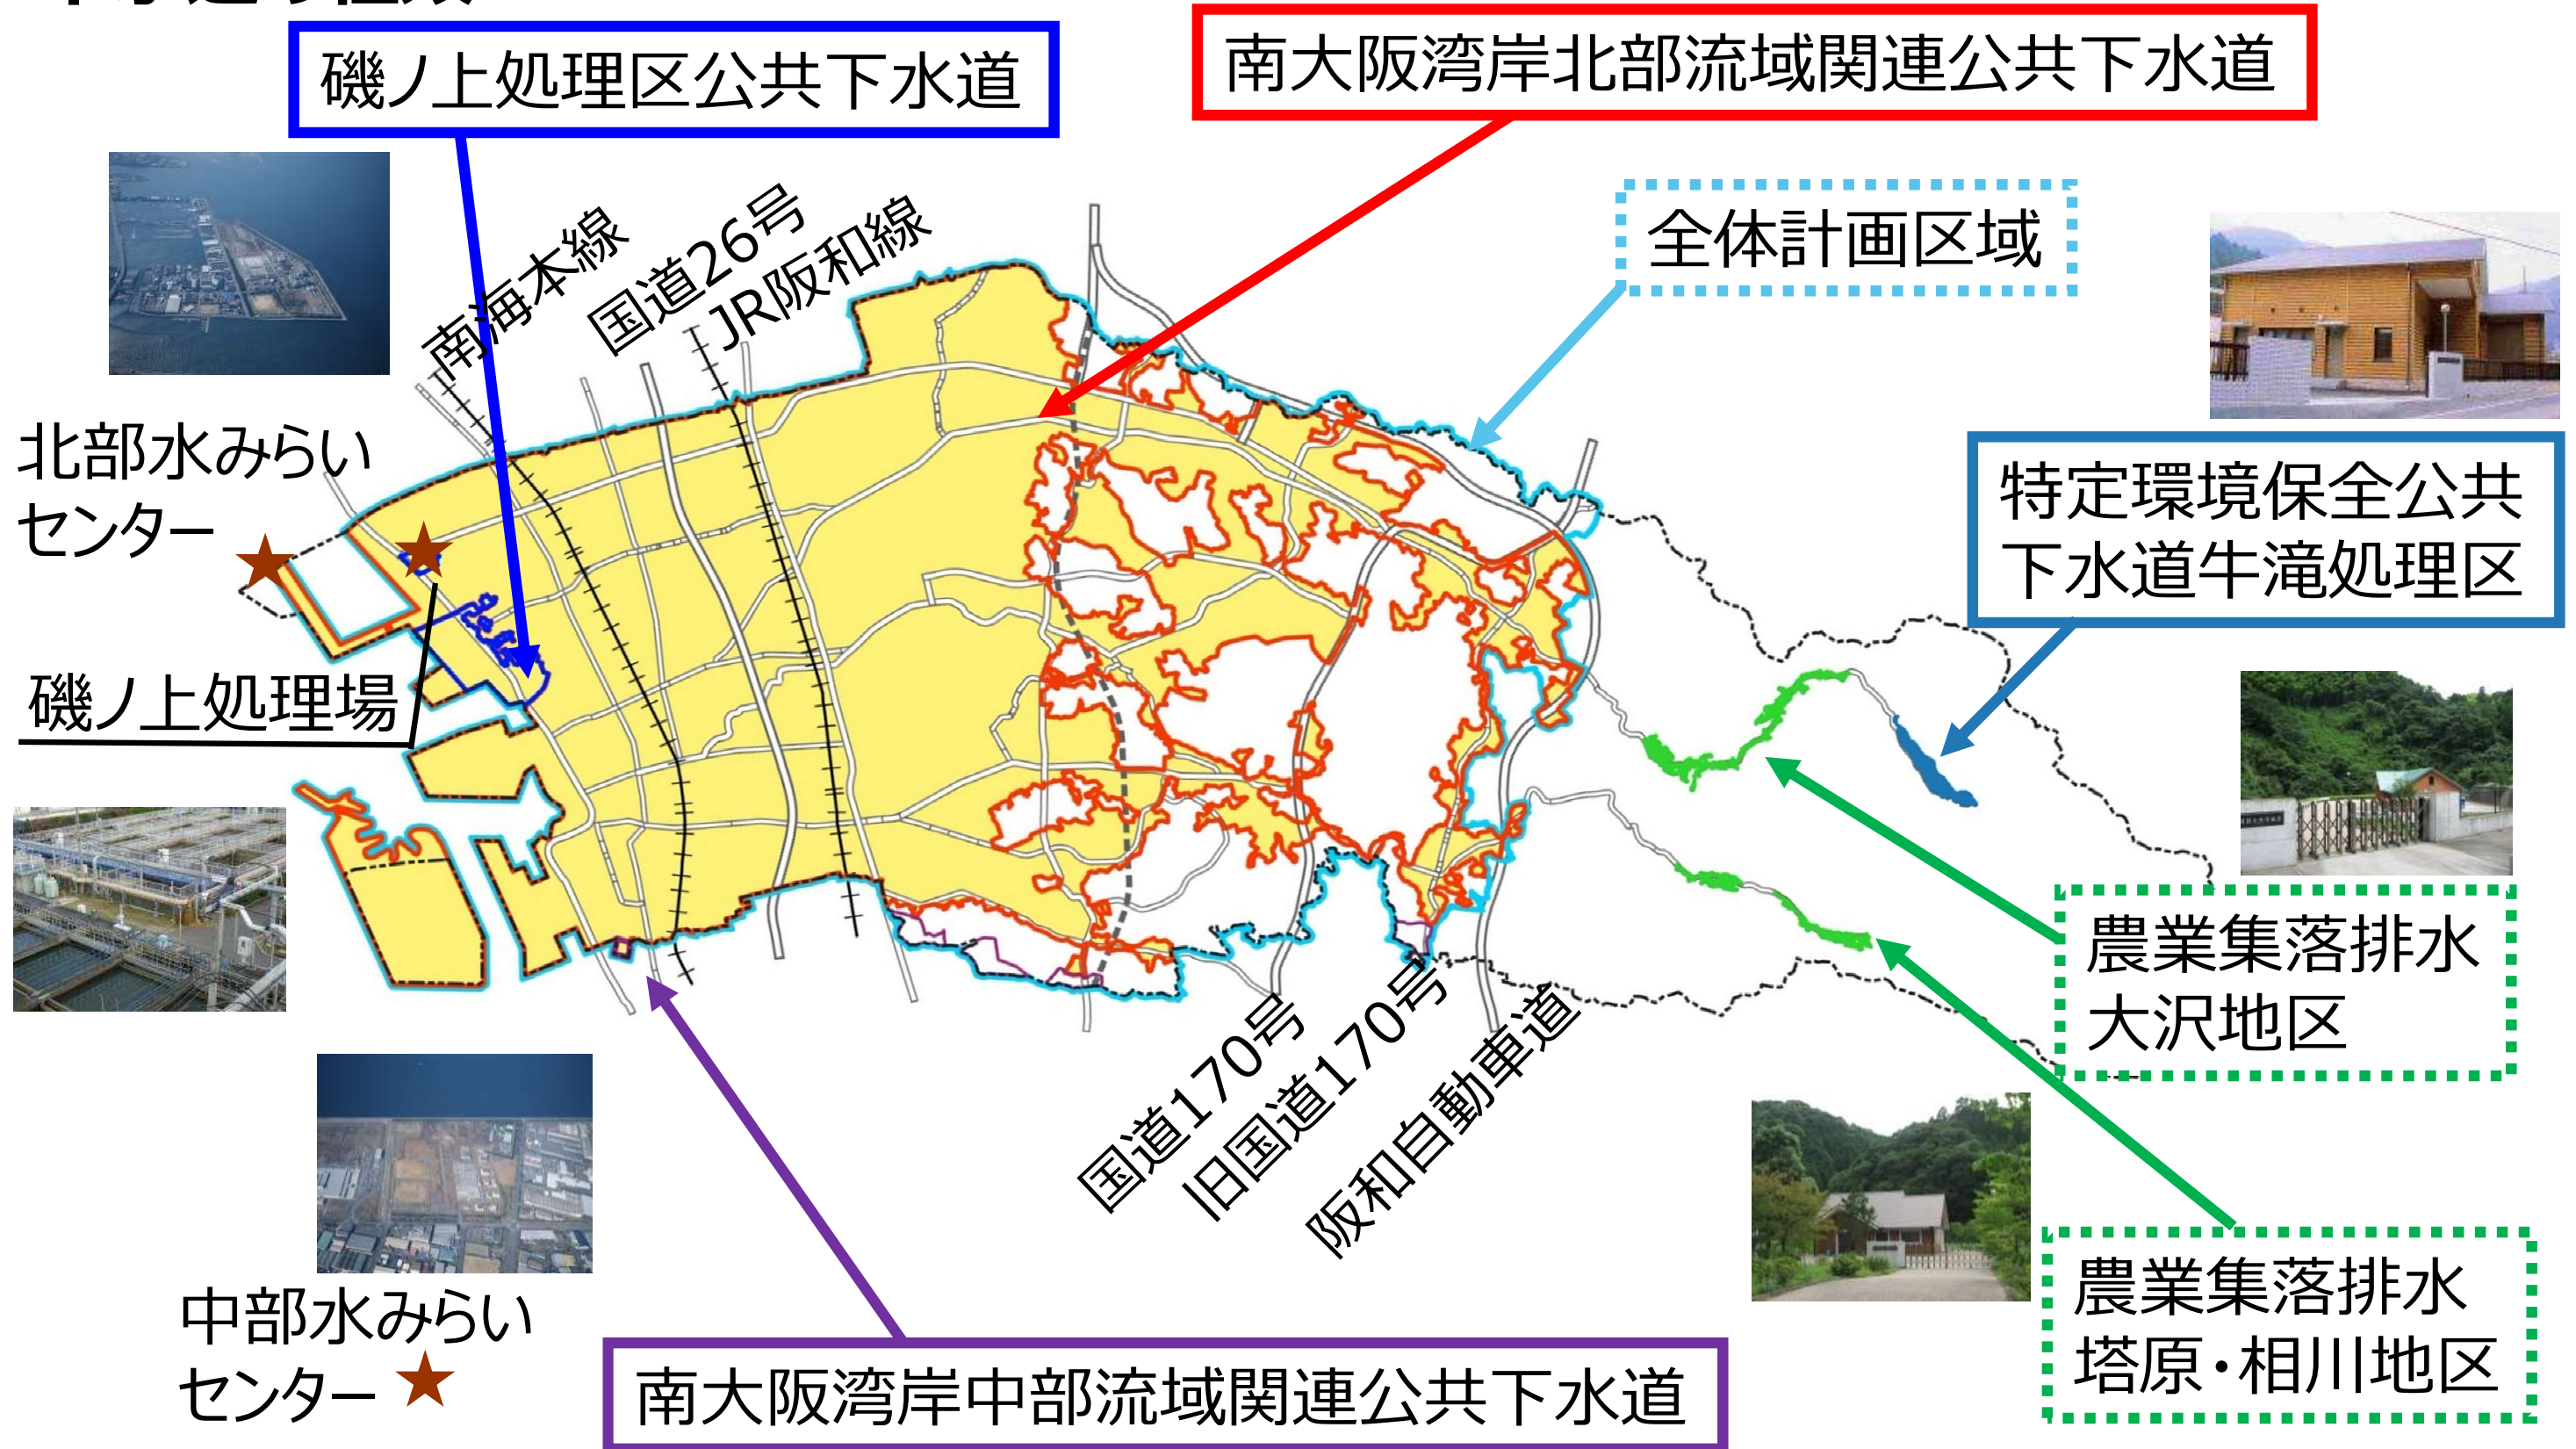 磯ノ上処理区公共下水道
南大阪湾岸北部流域関連公共下水道
全体計画区域
南海本線
国道26号
JR阪和線
北部水みらい
センター
特定環境保全公共
下水道牛滝処理区
磯ノ上処理場
農業集落排水
大沢地区
国道170号
旧国道170号
阪和自動車道
中部水みらい
センター
農業集落排水
塔原・相川地区
南大阪湾岸中部流域関連公共下水道